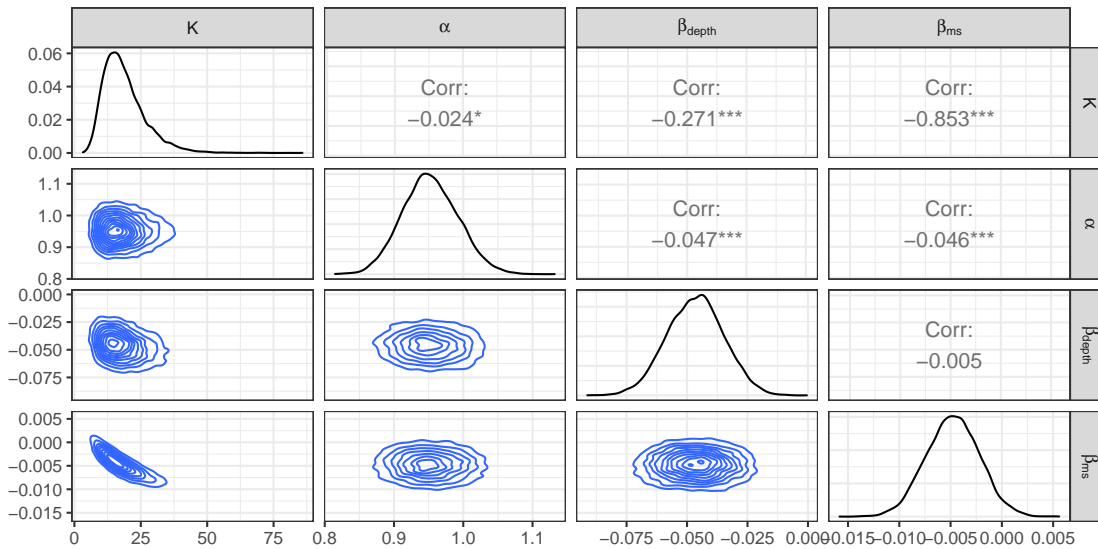 K α βdepth βms
0.06
0.04
0.02
0.00
Corr:
−0.024*
Corr:
−0.271***
Corr:
−0.853***
K
1.1
1.0
0.9
0.8
Corr:
−0.047***
Corr:
−0.046***
α
0.000
−0.025
−0.050
−0.075
Corr:
−0.005
βdepth
0.005
0.000
−0.005
−0.010
−0.015
βms
0 25 50 75 0.8 0.9 1.0 1.1 −0.075 −0.050 −0.025 0.000 −0.015 −0.010 −0.005 0.000 0.005